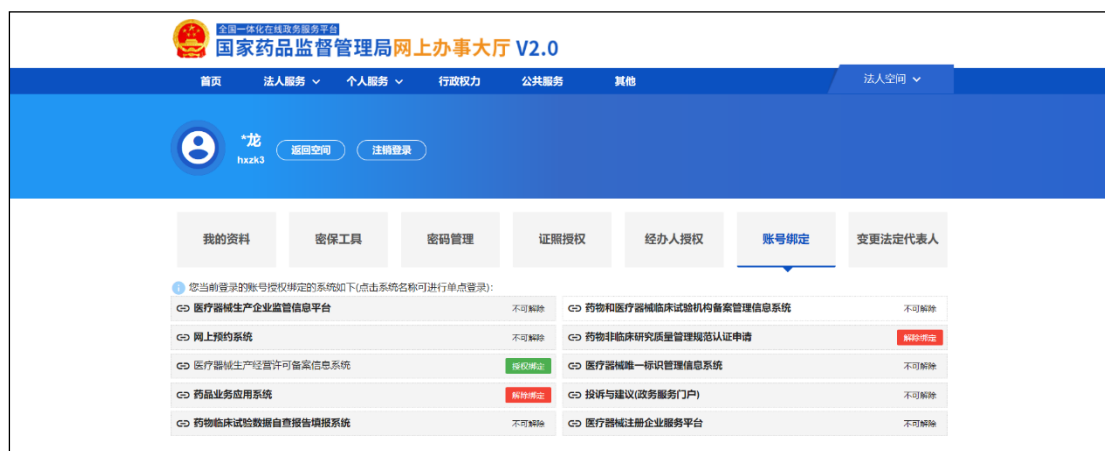 全国一体化在线政务服务平台
国家药品监督管理局网上办事大厅 V2.0
首页 法人服务 个人服务 行政权力 公共服务 其他 法人空间
*龙 返回空间 注销登录
hxzk3
我的资料 密保工具 密码管理 证照授权 经办人授权 账号绑定 变更法定代表人
您当前登录的账号授权绑定的系统如下(点击系统名称可进行单点登录):
医疗器械生产企业监管信息平台 不可解除 药物和医疗器械临床试验机构备案管理信息系统 不可解除
网上预约系统 不可解除 药物非临床研究质量管理规范认证申请 解除绑定
医疗器械生产经营许可备案信息系统 授权绑定 医疗器械唯一标识管理信息系统 不可解除
药品业务应用系统 解除绑定 投诉与建议(政务服务门户) 不可解除
药物临床试验数据自查报告填报系统 不可解除 医疗器械注册企业服务平台 不可解除